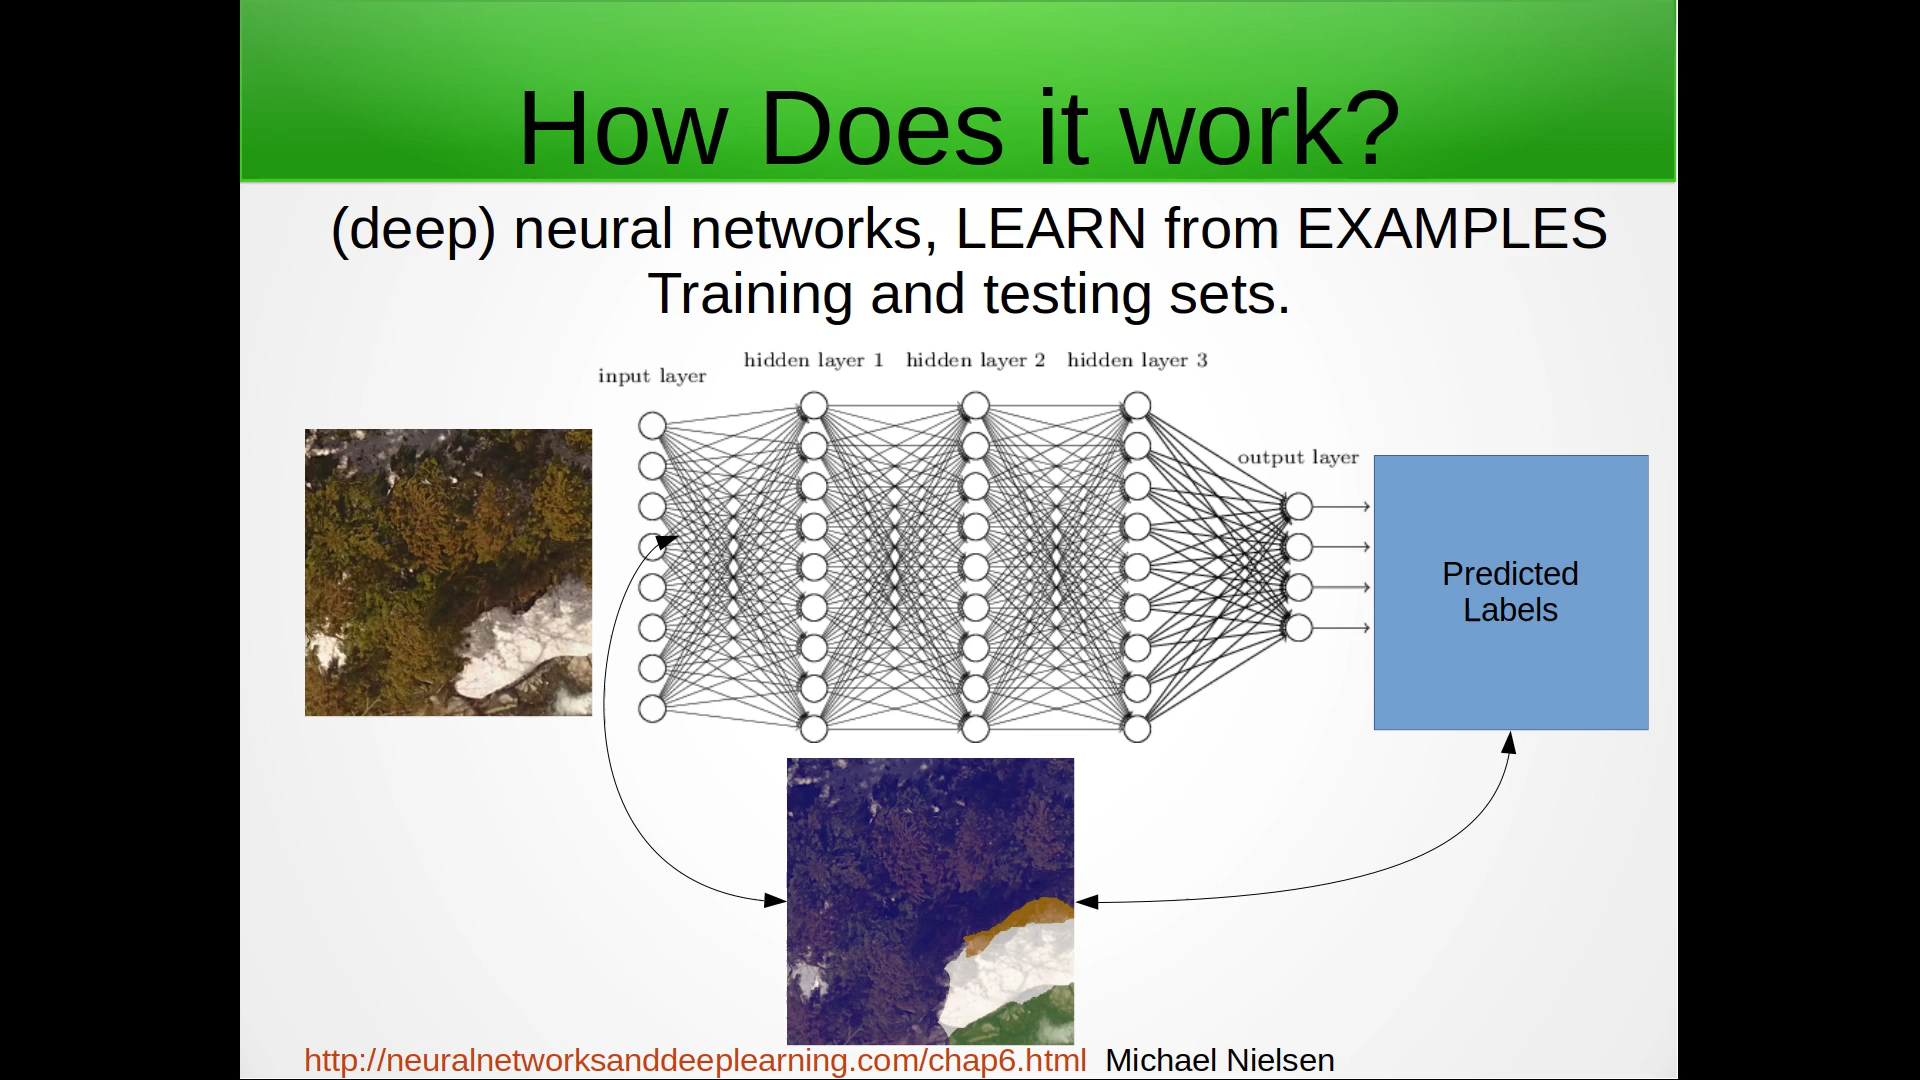 How Does it work?
(deep) neural networks, LEARN from EXAMPLES
Training and testing sets.
input layer
hidden layer 1
hidden layer 2
hidden layer 3
output layer
Predicted
Labels
http://neuralnetworksanddeeplearning.com/chap6.html Michael Nielsen